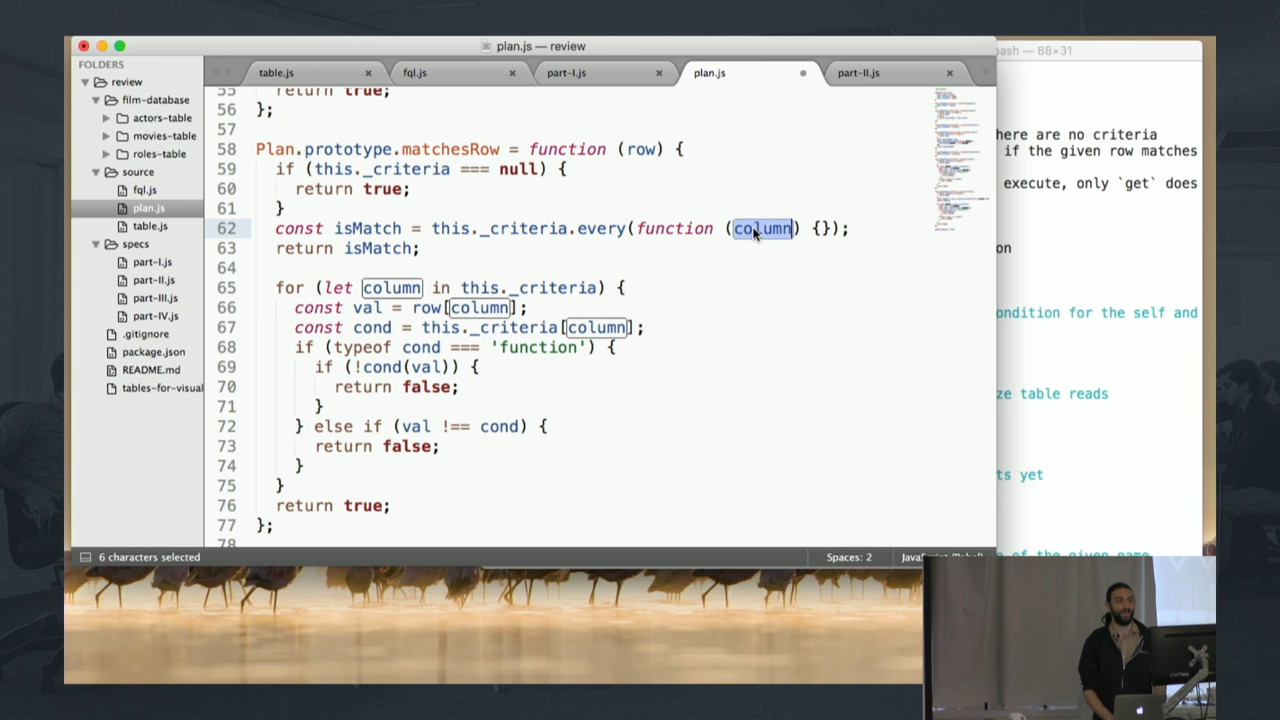 plan.js — review
bash — 88×31
FOLDERS
review
film-database
actors-table
movies-table
roles-table
source
fql.js
plan.js
table.js
specs
part-I.js
part-II.js
part-III.js
part-IV.js
.gitignore
package.json
README.md
tables-for-visual
table.js
fql.js
part-I.js
plan.js
part-II.js
55 return true;
56 };
57
58 Plan.prototype.matchesRow = function (row) {
59 if (this._criteria === null) {
60 return true;
61 }
62 const isMatch = this._criteria.every(function (column) {});
63 return isMatch;
64
65 for (let column in this._criteria) {
66 const val = row[column];
67 const cond = this._criteria[column];
68 if (typeof cond === 'function') {
69 if (!cond(val)) {
70 return false;
71 }
72 } else if (val !== cond) {
73 return false;
74 }
75 }
76 return true;
77 };
78
here are no criteria
if the given row matches
execute, only `get` does
on
ondition for the self and
ze table reads
ts yet
e of the given name
6 characters selected
Spaces: 2
JavaScript (Babel)